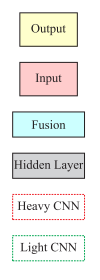 Output
Input
Fusion
Hidden Layer
Heavy CNN
Light CNN